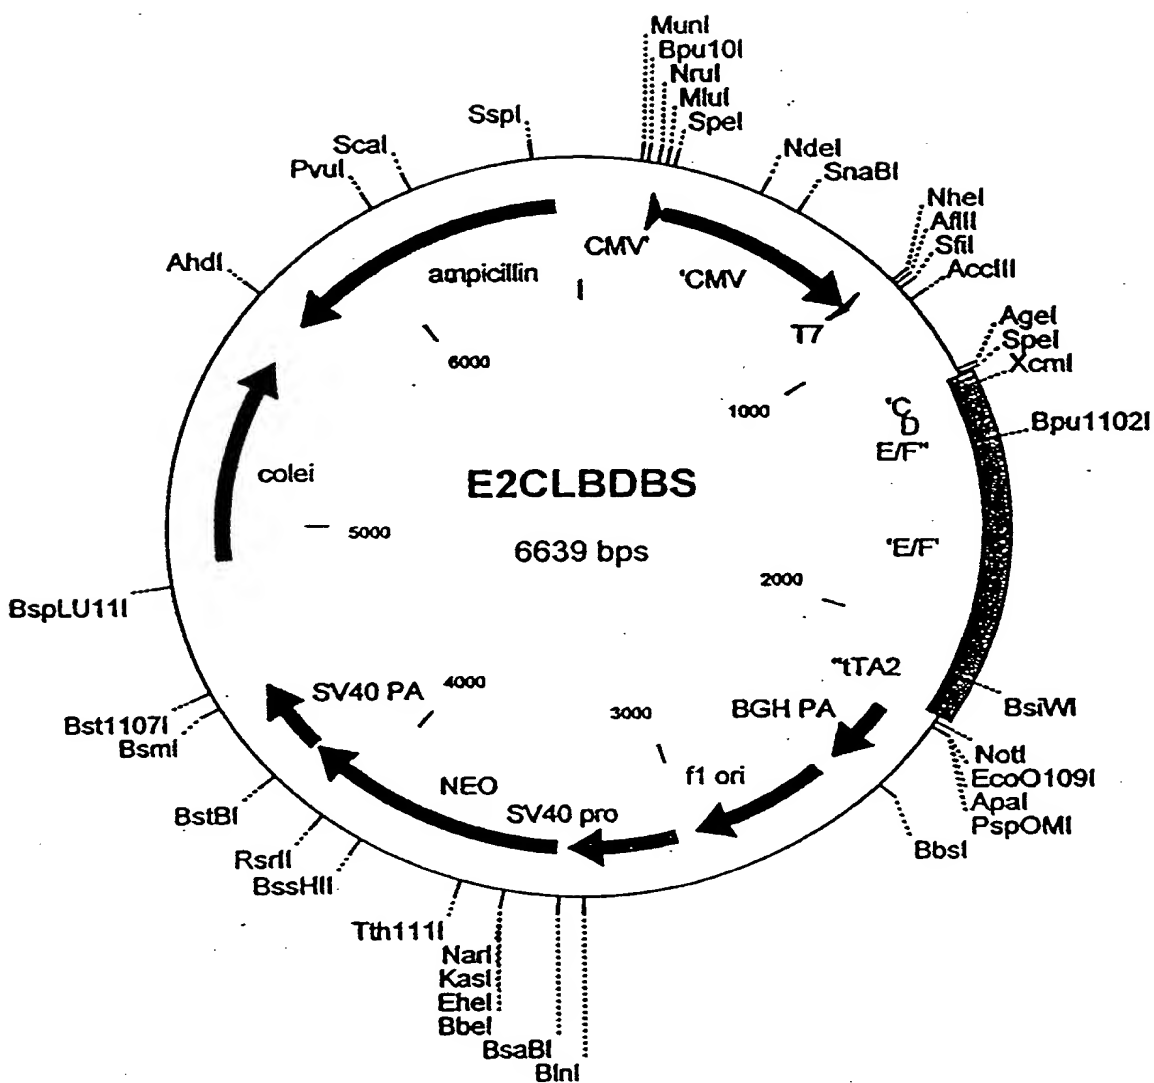 MunI
Bpu10I
NruI
MluI
SpeI
SspI
ScaI
PvuI
NdeI
SnaBI
NheI
AflII
SfiI
AccIII
AhdI
CMV'
'CMV
ampicillin
T7
AgeI
SpeI
XcmI
6000
1000
'C
D
E/F"
Bpu1102I
colei
E2CLBDBS
5000
6639 bps
'E/F'
2000
BspLU11I
"tTA2
SV40 PA
4000
3000
BGH PA
BsiWI
Bst1107I
BsmI
NotI
EcoO109I
ApaI
PspOMI
f1 ori
NEO
SV40 pro
BstBI
BbsI
RsrII
BssHII
Tth111I
NarI
KasI
EheI
BbeI
BsaBI
BlnI